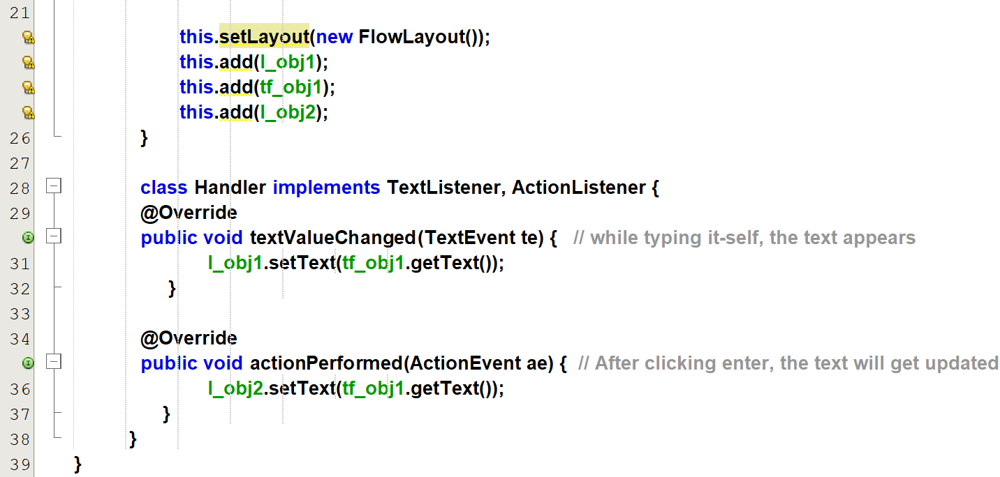 21
this.setLayout(new FlowLayout());
this.add(l_obj1);
this.add(tf_obj1);
this.add(l_obj2);
26 }
27
28 class Handler implements TextListener, ActionListener {
29 @Override
public void textValueChanged(TextEvent te) { // while typing it-self, the text appears
31 l_obj1.setText(tf_obj1.getText());
32 }
33
34 @Override
public void actionPerformed(ActionEvent ae) { // After clicking enter, the text will get updated
36 l_obj2.setText(tf_obj1.getText());
37 }
38 }
39 }